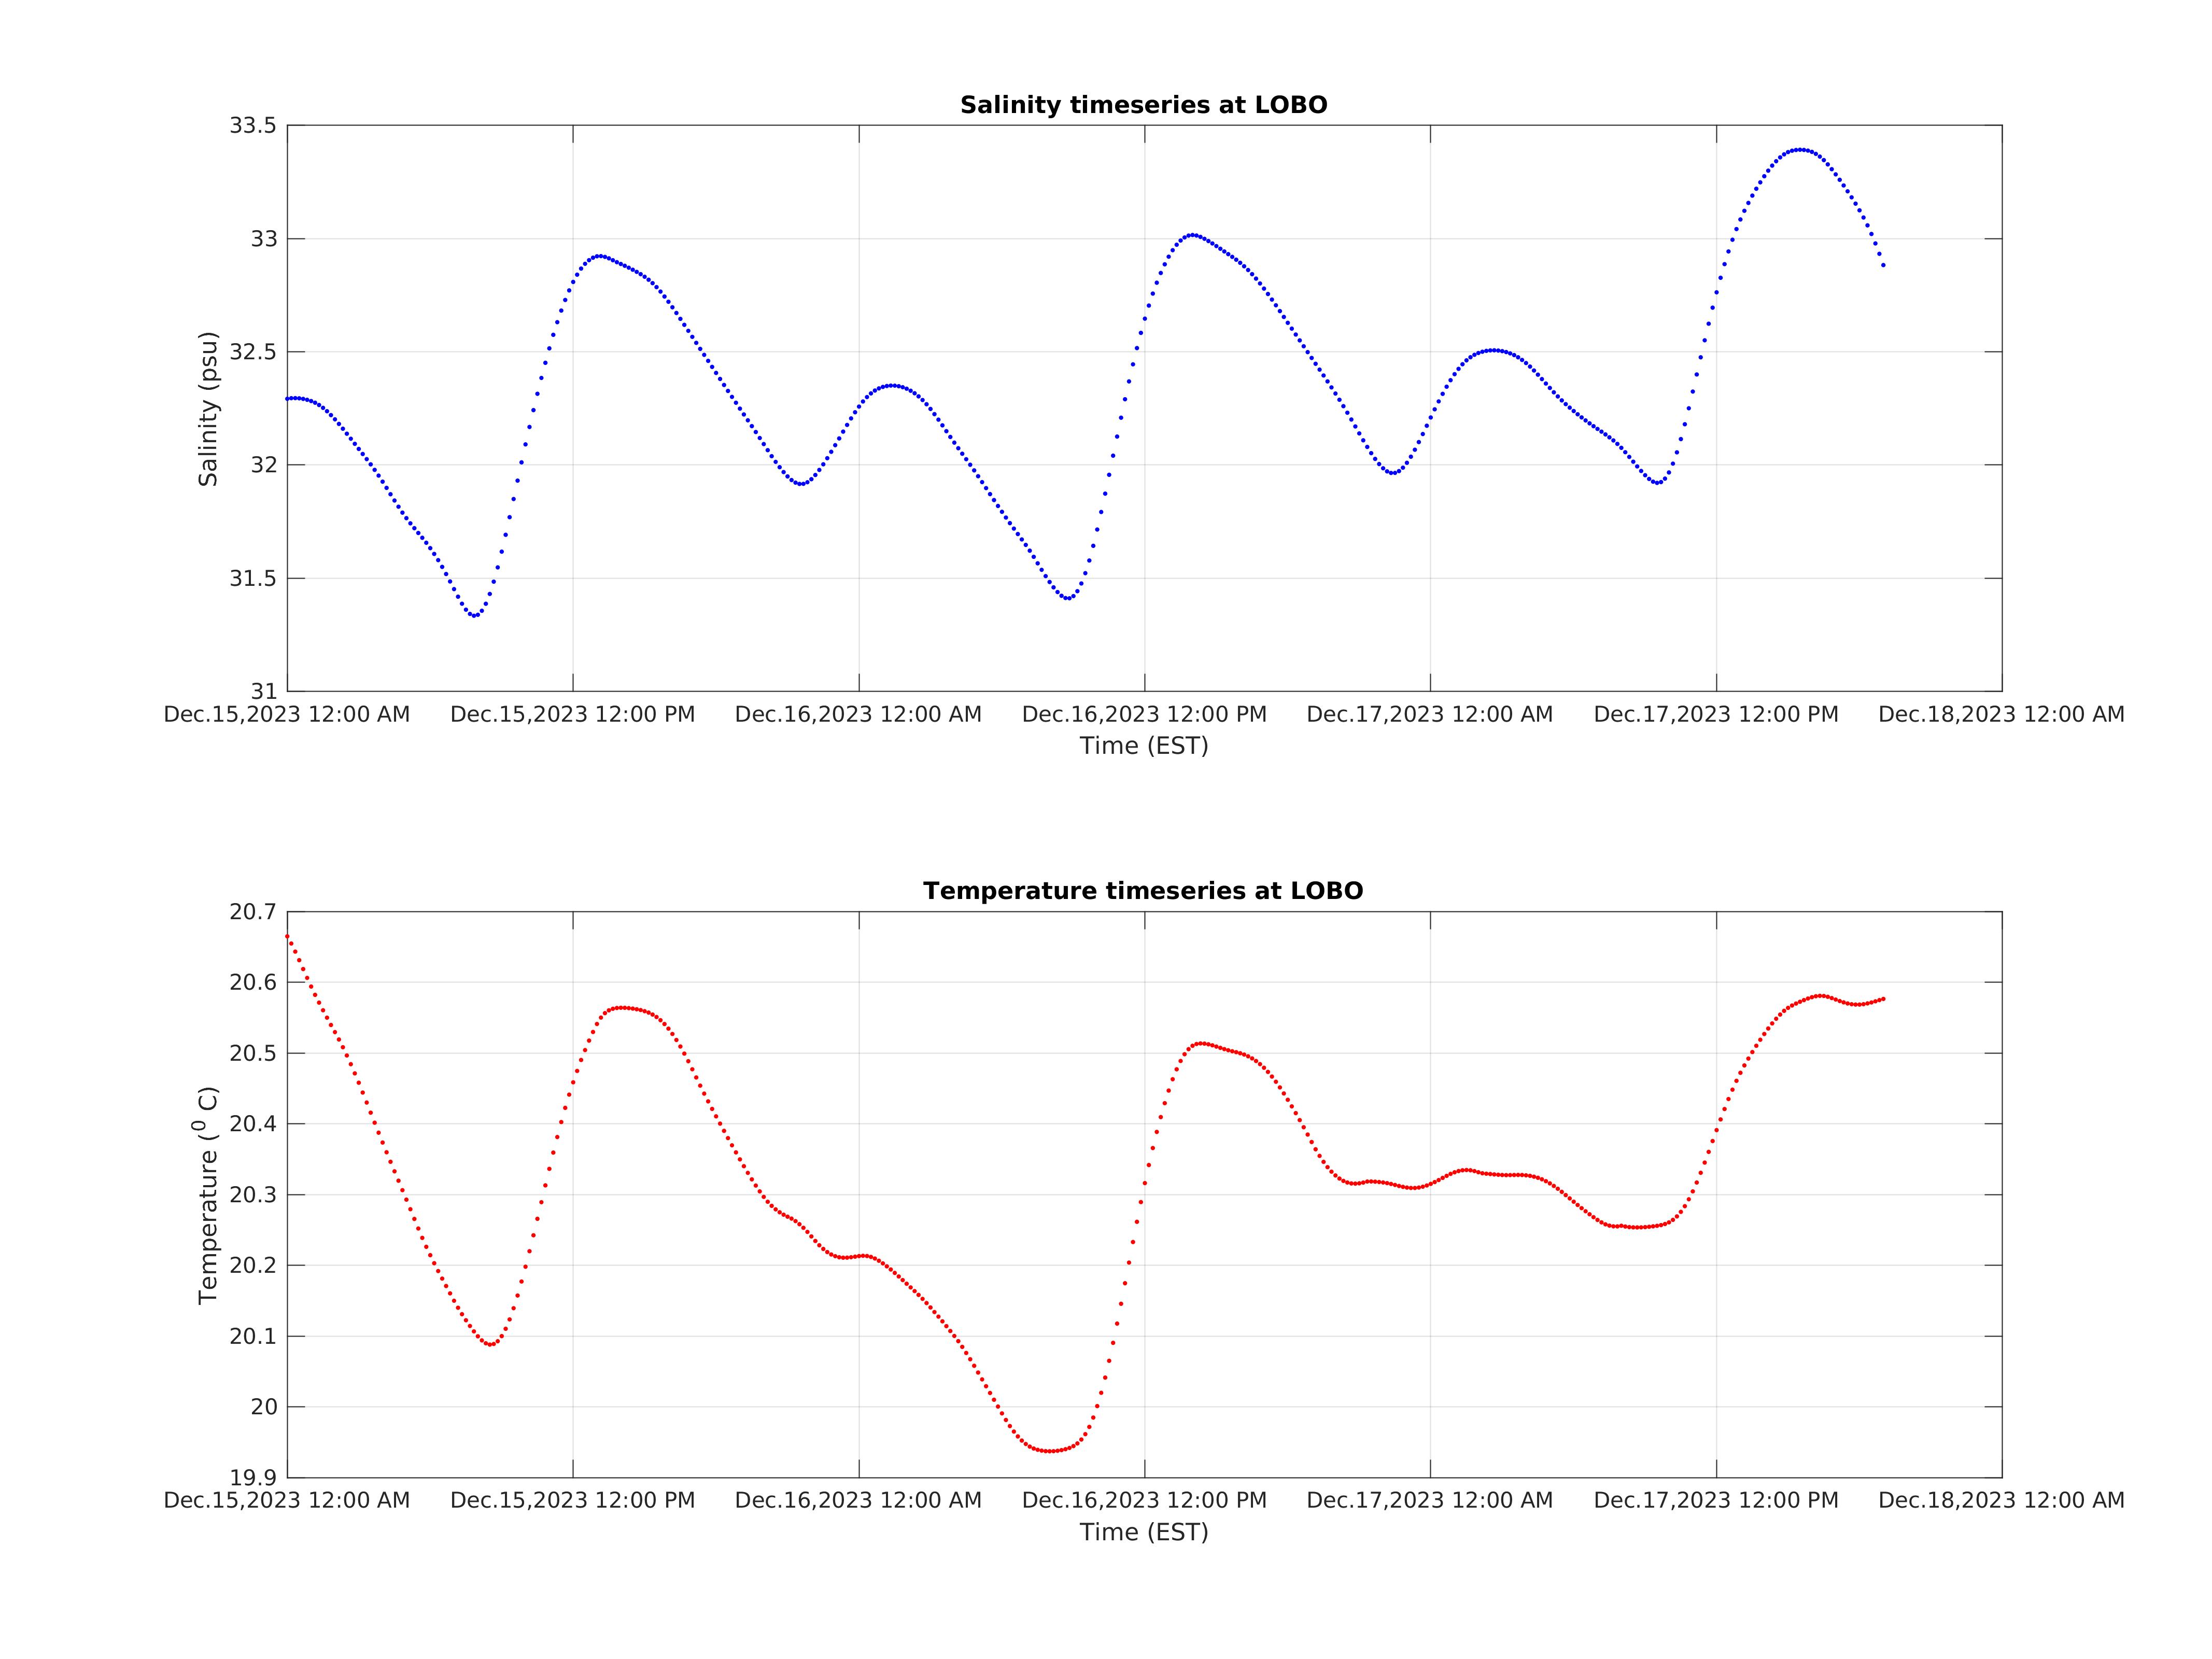 Salinity timeseries at LOBO
33.5
33
32.5
32
31.5
31
Salinity (psu)
Dec.15,2023 12:00 AM Dec.15,2023 12:00 PM Dec.16,2023 12:00 AM Dec.16,2023 12:00 PM Dec.17,2023 12:00 AM Dec.17,2023 12:00 PM Dec.18,2023 12:00 AM
Time (EST)
Temperature timeseries at LOBO
20.7
20.6
20.5
20.4
20.3
20.2
20.1
20
19.9
Temperature (⁰ C)
Dec.15,2023 12:00 AM Dec.15,2023 12:00 PM Dec.16,2023 12:00 AM Dec.16,2023 12:00 PM Dec.17,2023 12:00 AM Dec.17,2023 12:00 PM Dec.18,2023 12:00 AM
Time (EST)